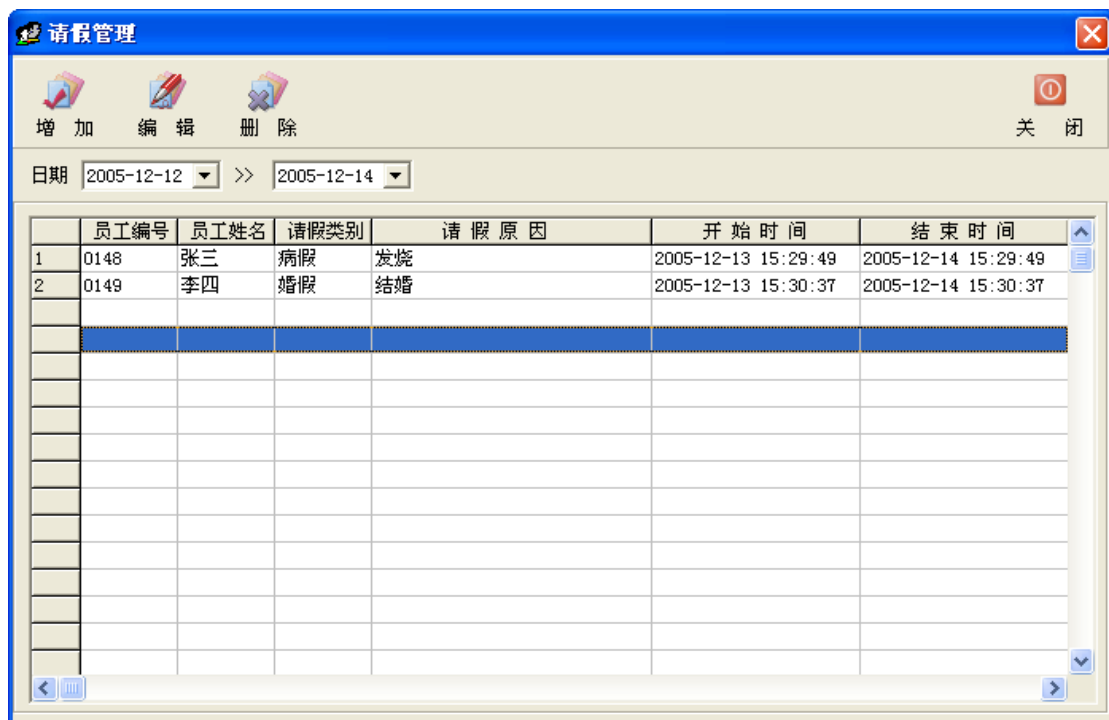 请假管理
增 加 编 辑 删 除 关 闭
日期 2005-12-12 >> 2005-12-14
员工编号 员工姓名 请假类别 请 假 原 因 开 始 时 间 结 束 时 间
1 0148 张三 病假 发烧 2005-12-13 15:29:49 2005-12-14 15:29:49
2 0149 李四 婚假 结婚 2005-12-13 15:30:37 2005-12-14 15:30:37